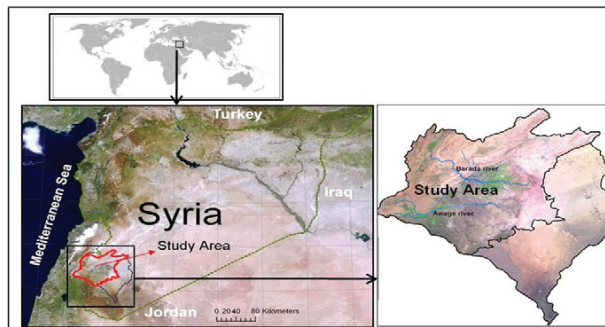 Turkey
Mediterranean Sea
Iraq
Syria
Study Area
Jordan
0 20 40 80 Kilometers
Barada river
Study Area
Awage river